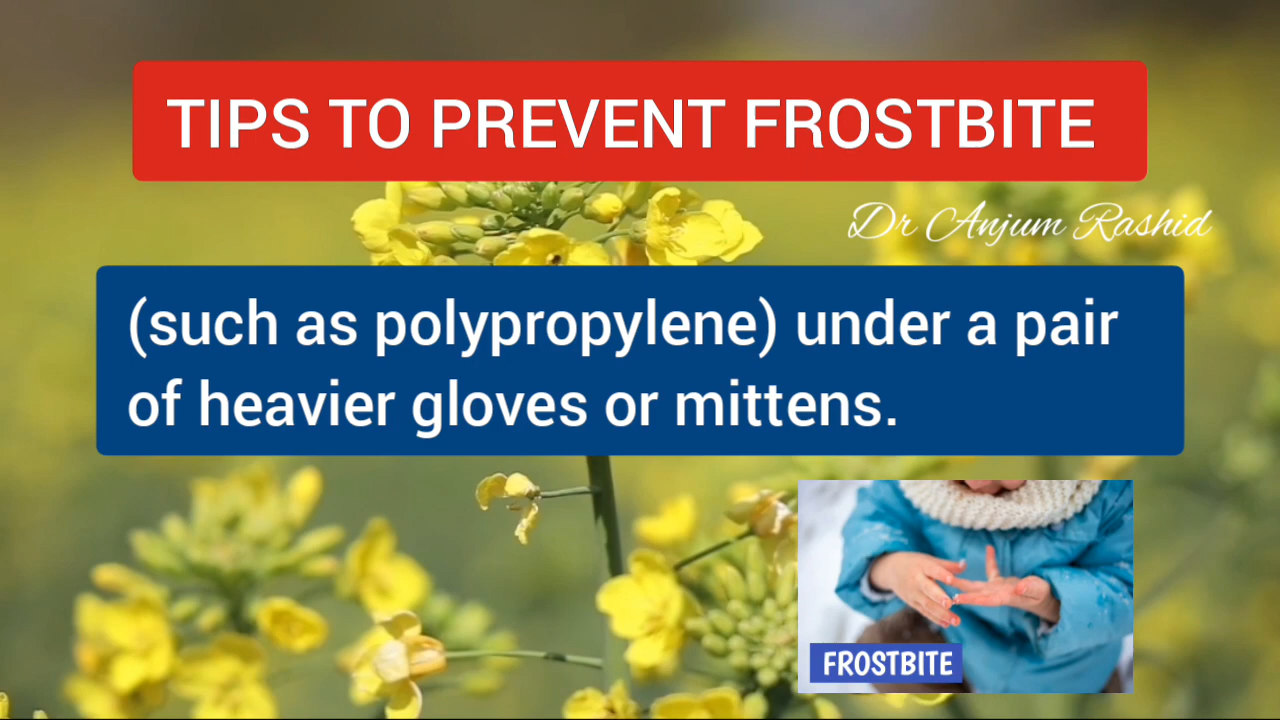 TIPS TO PREVENT FROSTBITE
Dr Anjum Rashid
(such as polypropylene) under a pair
of heavier gloves or mittens.
FROSTBITE